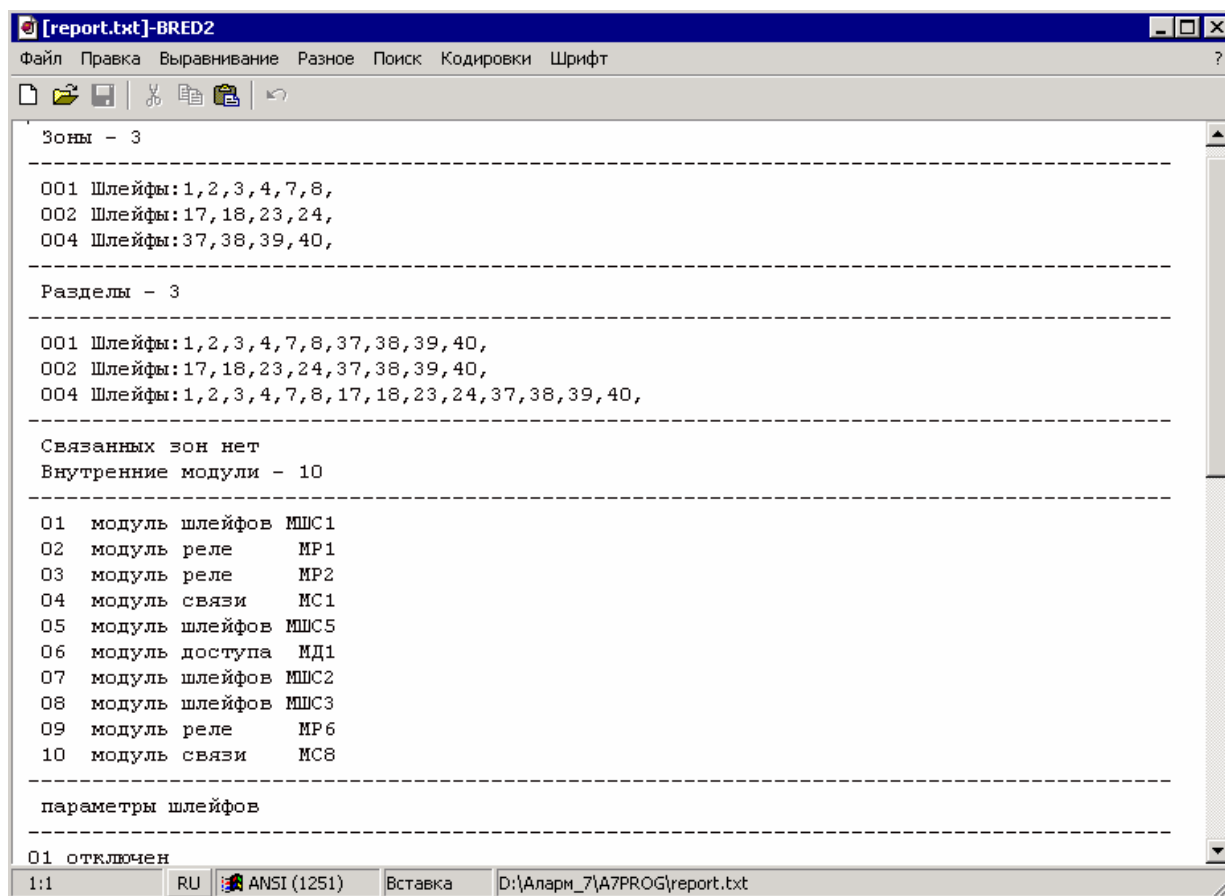 [report.txt]-BRED2
Файл Правка Выравнивание Разное Поиск Кодировки Шрифт ?
Зоны - 3
--------------------------------------------------------------------------------
001 Шлейфы:1,2,3,4,7,8,
002 Шлейфы:17,18,23,24,
004 Шлейфы:37,38,39,40,
--------------------------------------------------------------------------------
Разделы - 3
--------------------------------------------------------------------------------
001 Шлейфы:1,2,3,4,7,8,37,38,39,40,
002 Шлейфы:17,18,23,24,37,38,39,40,
004 Шлейфы:1,2,3,4,7,8,17,18,23,24,37,38,39,40,
--------------------------------------------------------------------------------
Связанных зон нет
Внутренние модули - 10
--------------------------------------------------------------------------------
01 модуль шлейфов МШС1
02 модуль реле МР1
03 модуль реле МР2
04 модуль связи МС1
05 модуль шлейфов МШС5
06 модуль доступа МД1
07 модуль шлейфов МШС2
08 модуль шлейфов МШС3
09 модуль реле МР6
10 модуль связи МС8
--------------------------------------------------------------------------------
параметры шлейфов
--------------------------------------------------------------------------------
01 отключен
1:1 RU ANSI (1251) Вставка D:\Аларм_7\A7PROG\report.txt